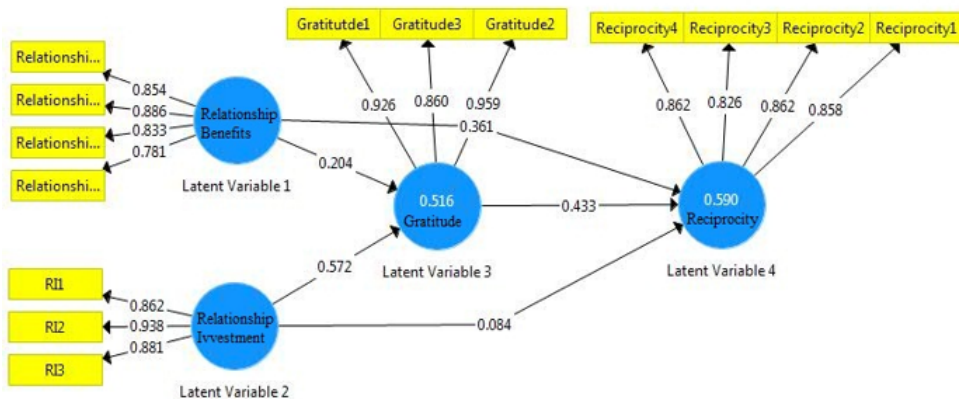 Gratitutde1 Gratitude3 Gratitude2
Reciprocity4 Reciprocity3 Reciprocity2 Reciprocity1
Relationshi...
Relationshi...
Relationshi...
Relationshi...
0.854
0.886
0.833
0.781
Relationship
Benefits
Latent Variable 1
0.926 0.860 0.959
0.862 0.826 0.862 0.858
0.361
0.204
0.516
Gratitude
Latent Variable 3
0.433
0.590
Reciprocity
Latent Variable 4
0.572
0.084
RI1
RI2
RI3
0.862
0.938
0.881
Relationship
Ivvestment
Latent Variable 2